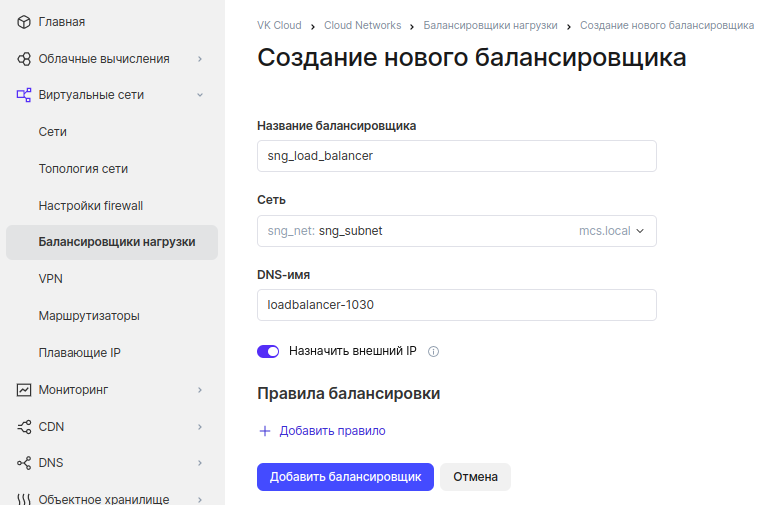 Главная
Облачные вычисления
Виртуальные сети
Сети
Топология сети
Настройки firewall
Балансировщики нагрузки
VPN
Маршрутизаторы
Плавающие IP
Мониторинг
CDN
DNS
Объектное хранилище
VK Cloud › Cloud Networks › Балансировщики нагрузки › Создание нового балансировщика
Создание нового балансировщика
Название балансировщика
sng_load_balancer
Сеть
sng_net: sng_subnet mcs.local
DNS-имя
loadbalancer-1030
Назначить внешний IP
Правила балансировки
+ Добавить правило
Добавить балансировщик Отмена